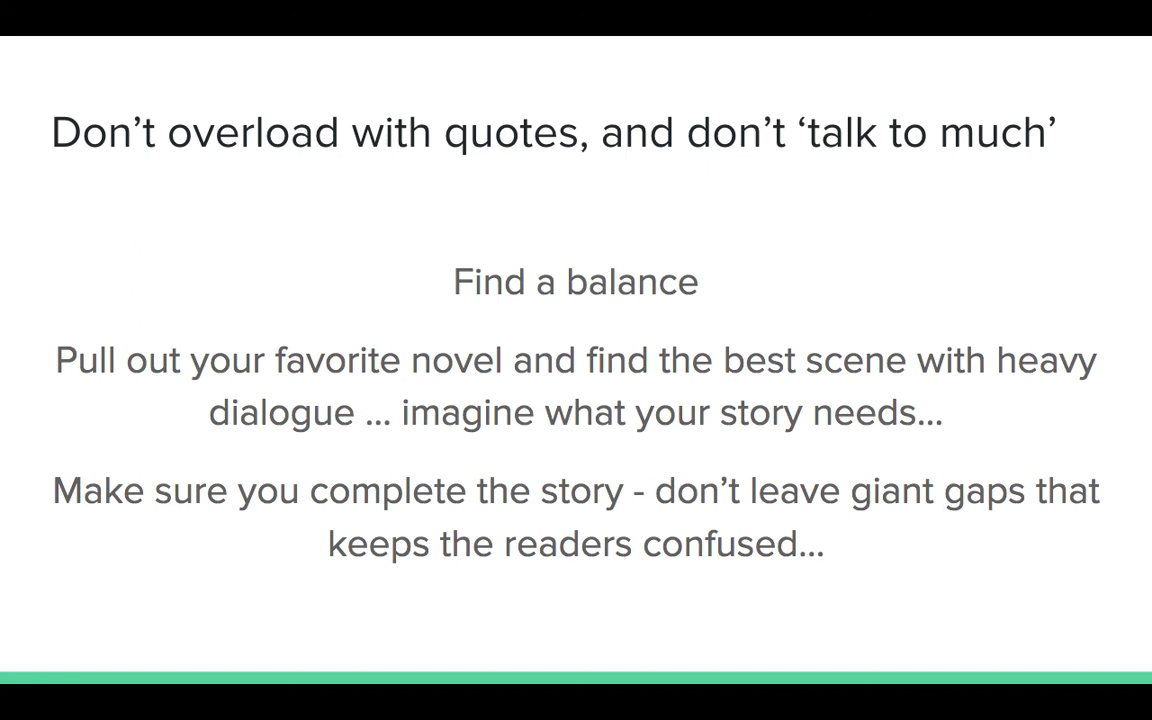 Don’t overload with quotes, and don’t ‘talk to much’
Find a balance
Pull out your favorite novel and find the best scene with heavy
dialogue ... imagine what your story needs...
Make sure you complete the story - don’t leave giant gaps that
keeps the readers confused...